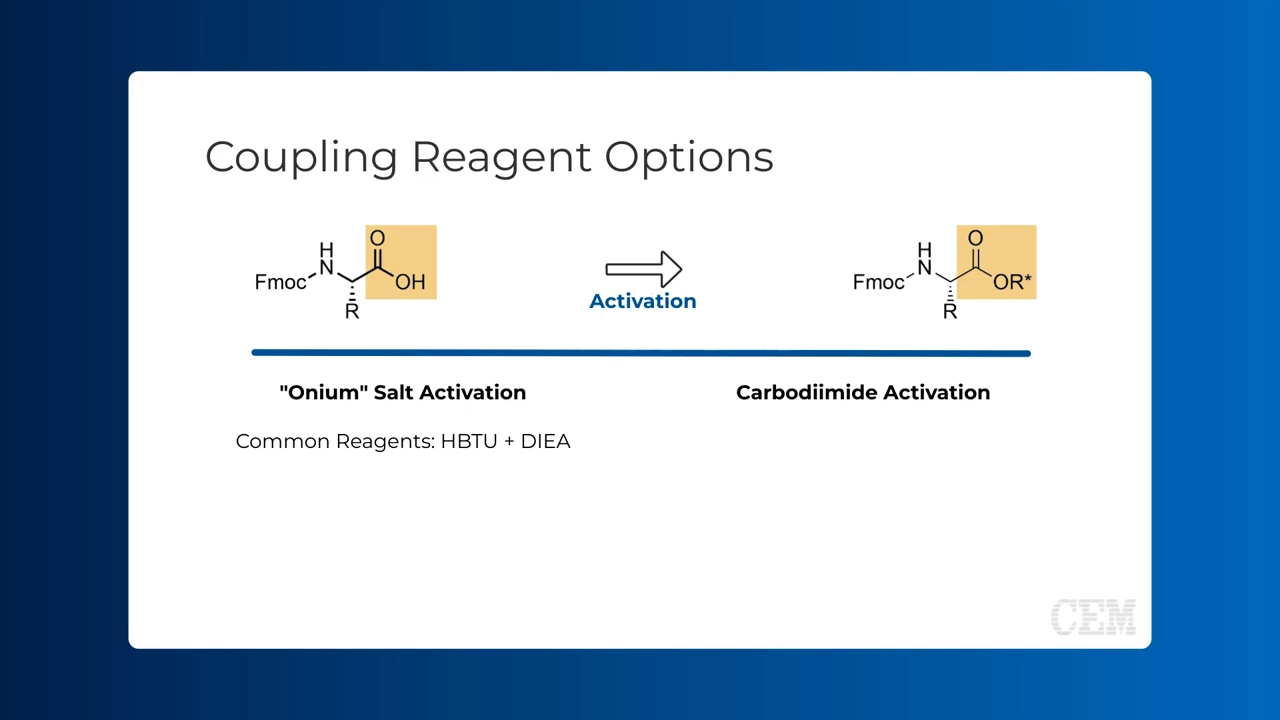 Coupling Reagent Options
H
N
Fmoc
O
OH
R
Activation
H
N
Fmoc
O
OR*
R
"Onium" Salt Activation
Carbodiimide Activation
Common Reagents: HBTU + DIEA
CEM